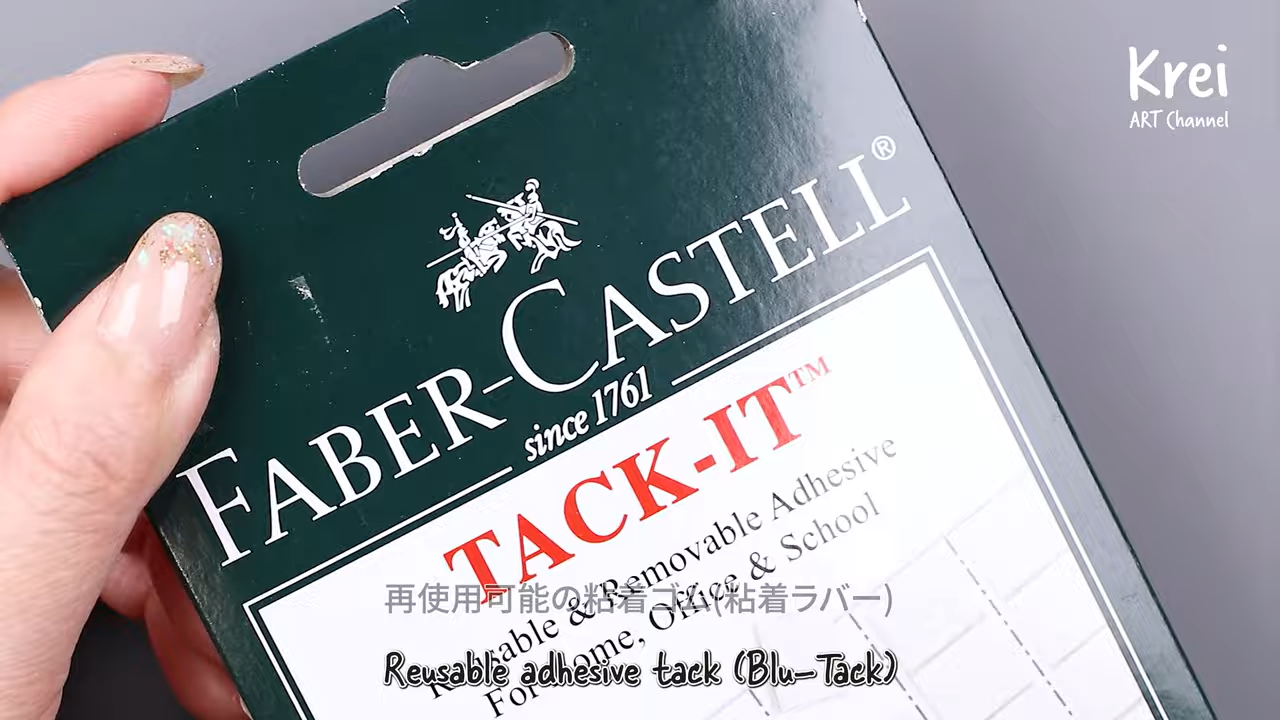 Krei
ART Channel
FABER-CASTELL®
since 1761
TACK-IT™
Reusable & Removable Adhesive
For Home, Office & School
再使用可能の粘着ゴム(粘着ラバー)
Reusable adhesive tack (Blu-Tack)